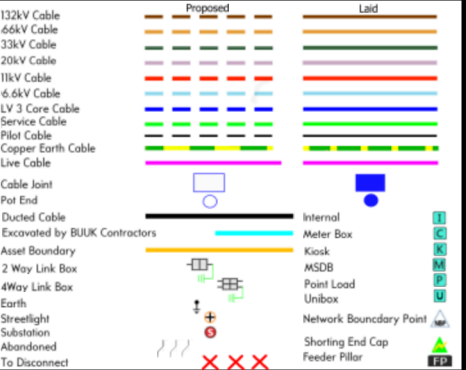 Proposed Laid
132kV Cable
66kV Cable
33kV Cable
20kV Cable
11kV Cable
6.6kV Cable
LV 3 Core Cable
Service Cable
Pilot Cable
Copper Earth Cable
Live Cable
Cable Joint
Pot End
Ducted Cable
Excavated by BUUK Contractors
Asset Boundary
2 Way Link Box
4Way Link Box
Earth
Streetlight
Substation S
Abandoned
To Disconnect
Internal I
Meter Box C
Kiosk K
MSDB M
Point Load P
Unibox U
Network Bouncdary Point
Shorting End Cap
Feeder Pillar FP